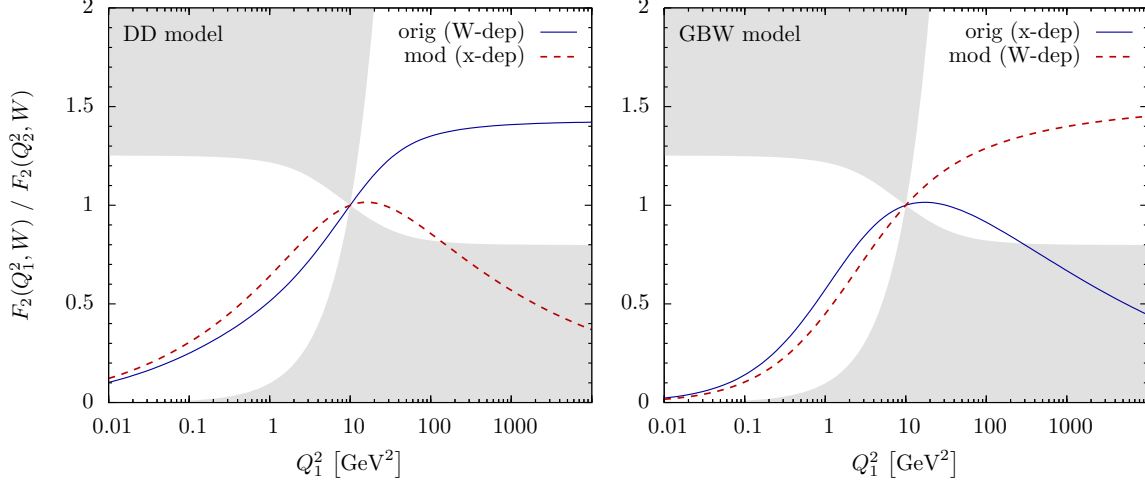 DD model
orig (W-dep)
mod (x-dep)
2
1.5
1
0.5
0
0.01
0.1
1
10
100
1000
F₂(Q₁², W) / F₂(Q₂², W)
Q₁² [GeV²]
GBW model
orig (x-dep)
mod (W-dep)
2
1.5
1
0.5
0
0.01
0.1
1
10
100
1000
Q₁² [GeV²]